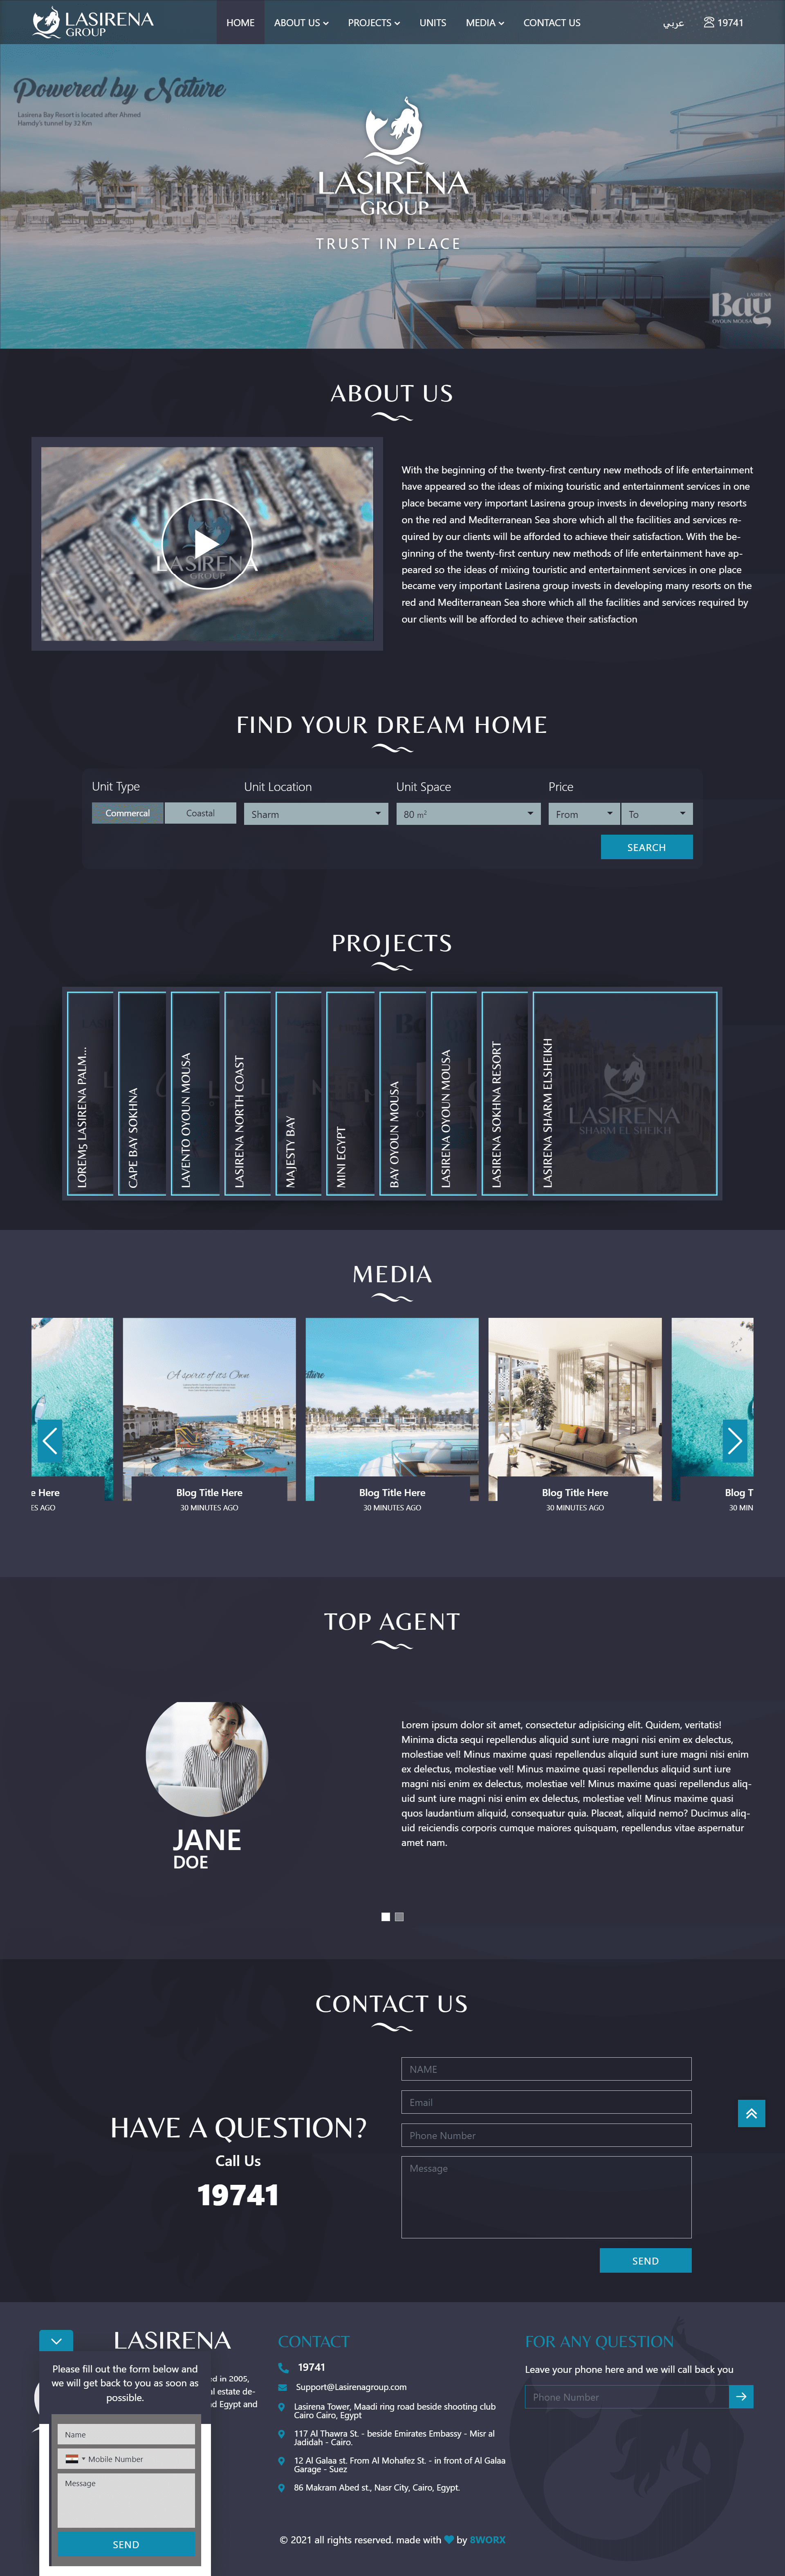 LASIRENA
GROUP
HOME
ABOUT US
PROJECTS
UNITS
MEDIA
CONTACT US
عربي
19741
Powered by Nature
Lasirena Bay Resort is located after Ahmed
Hamdy's tunnel by 32 Km
LASIRENA
GROUP
TRUST IN PLACE
LASIRENA
Bay
OYOUN MOUSA
ABOUT US
LASIRENA
GROUP
With the beginning of the twenty-first century new methods of life entertainment
have appeared so the ideas of mixing touristic and entertainment services in one
place became very important Lasirena group invests in developing many resorts
on the red and Mediterranean Sea shore which all the facilities and services re-
quired by our clients will be afforded to achieve their satisfaction. With the be-
ginning of the twenty-first century new methods of life entertainment have ap-
peared so the ideas of mixing touristic and entertainment services in one place
became very important Lasirena group invests in developing many resorts on the
red and Mediterranean Sea shore which all the facilities and services required by
our clients will be afforded to achieve their satisfaction
FIND YOUR DREAM HOME
Unit Type
Unit Location
Unit Space
Price
Commercal
Coastal
Sharm
80 m²
From
To
SEARCH
PROJECTS
LOREM5 LASIRENA PALM...
CAPE BAY SOKHNA
LAVENTO OYOUN MOUSA
LASIRENA NORTH COAST
MAJESTY BAY
MINI EGYPT
BAY OYOUN MOUSA
LASIRENA OYOUN MOUSA
LASIRENA SOKHNA RESORT
LASIRENA SHARM ELSHEIKH
LASIRENA
SHARM EL SHEIKH
MEDIA
A spirit of its Own
ature
e Here
ES AGO
Blog Title Here
30 MINUTES AGO
Blog Title Here
30 MINUTES AGO
Blog Title Here
30 MINUTES AGO
Blog T
30 MIN
TOP AGENT
JANE
DOE
Lorem ipsum dolor sit amet, consectetur adipisicing elit. Quidem, veritatis!
Minima dicta sequi repellendus aliquid sunt iure magni nisi enim ex delectus,
molestiae vel! Minus maxime quasi repellendus aliquid sunt iure magni nisi enim
ex delectus, molestiae vel! Minus maxime quasi repellendus aliquid sunt iure
magni nisi enim ex delectus, molestiae vel! Minus maxime quasi repellendus aliq-
uid sunt iure magni nisi enim ex delectus, molestiae vel! Minus maxime quasi
quos laudantium aliquid, consequatur quia. Placeat, aliquid nemo? Ducimus aliq-
uid reiciendis corporis cumque maiores quisquam, repellendus vitae aspernatur
amet nam.
CONTACT US
HAVE A QUESTION?
Call Us
19741
NAME
Email
Phone Number
Message
SEND
LASIRENA
ed in 2005,
al estate de-
nd Egypt and
Please fill out the form below and
we will get back to you as soon as
possible.
Name
Mobile Number
Message
SEND
CONTACT
19741
Support@Lasirenagroup.com
Lasirena Tower, Maadi ring road beside shooting club
Cairo Cairo, Egypt
117 Al Thawra St. - beside Emirates Embassy - Misr al
Jadidah - Cairo.
12 Al Galaa st. From Al Mohafez St. - in front of Al Galaa
Garage - Suez
86 Makram Abed st., Nasr City, Cairo, Egypt.
FOR ANY QUESTION
Leave your phone here and we will call back you
Phone Number
© 2021 all rights reserved. made with by 8WORX